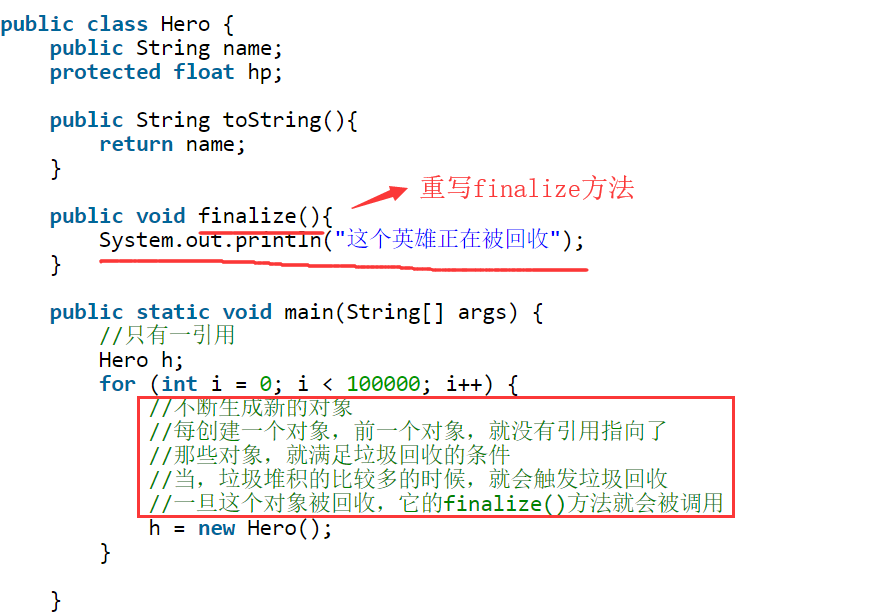 public class Hero {
public String name;
protected float hp;
public String toString(){
return name;
}
重写finalize方法
public void finalize(){
System.out.println("这个英雄正在被回收");
}
public static void main(String[] args) {
//只有一引用
Hero h;
for (int i = 0; i < 100000; i++) {
//不断生成新的对象
//每创建一个对象，前一个对象，就没有引用指向了
//那些对象，就满足垃圾回收的条件
//当，垃圾堆积的比较多的时候，就会触发垃圾回收
//一旦这个对象被回收，它的finalize()方法就会被调用
h = new Hero();
}
}